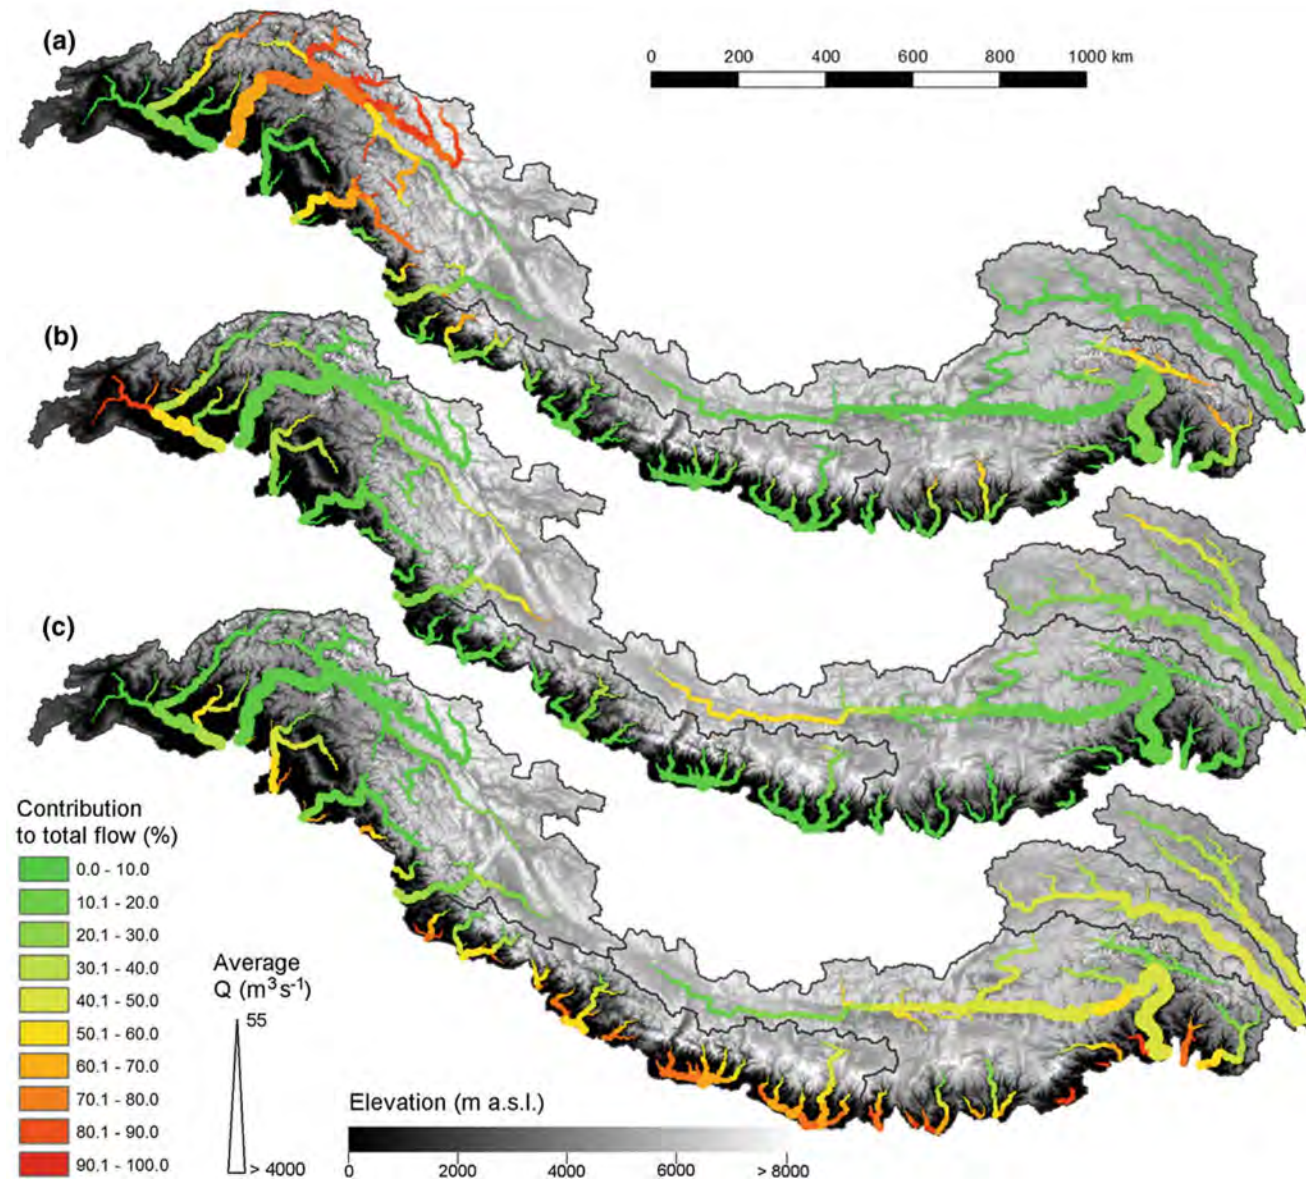 (a)
0 200 400 600 800 1000 km
(b)
(c)
Contribution
to total flow (%)
0.0 - 10.0
10.1 - 20.0
20.1 - 30.0
30.1 - 40.0
40.1 - 50.0
50.1 - 60.0
60.1 - 70.0
70.1 - 80.0
80.1 - 90.0
90.1 - 100.0
Average
Q (m³s⁻¹)
55
> 4000
Elevation (m a.s.l.)
0 2000 4000 6000 > 8000